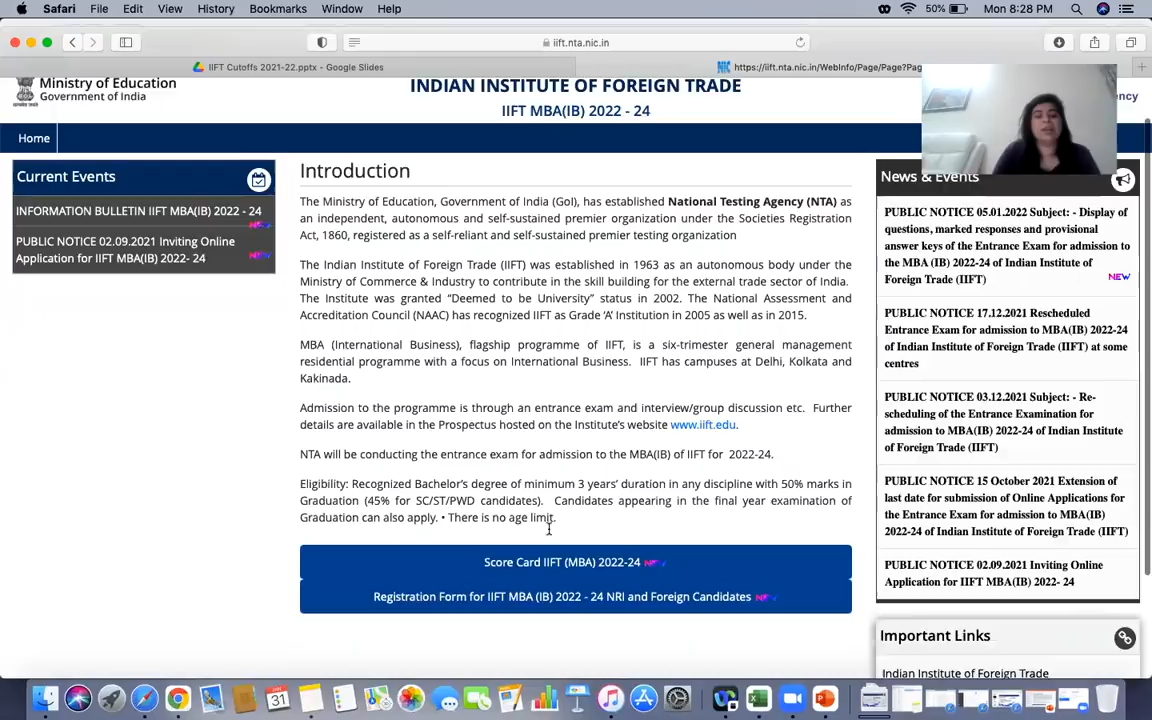 Safari File Edit View History Bookmarks Window Help
50% Mon 8:28 PM
iift.nta.nic.in
IIFT Cutoffs 2021-22.pptx - Google Slides
https://iift.nta.nic.in/WebInfo/Page/Page?Pag
Ministry of Education
Government of India
INDIAN INSTITUTE OF FOREIGN TRADE
IIFT MBA(IB) 2022 - 24
Home
Current Events
INFORMATION BULLETIN IIFT MBA(IB) 2022 - 24
NEW
PUBLIC NOTICE 02.09.2021 Inviting Online
Application for IIFT MBA(IB) 2022- 24
NEW
Introduction
The Ministry of Education, Government of India (GoI), has established National Testing Agency (NTA) as
an independent, autonomous and self-sustained premier organization under the Societies Registration
Act, 1860, registered as a self-reliant and self-sustained premier testing organization
The Indian Institute of Foreign Trade (IIFT) was established in 1963 as an autonomous body under the
Ministry of Commerce & Industry to contribute in the skill building for the external trade sector of India.
The Institute was granted “Deemed to be University” status in 2002. The National Assessment and
Accreditation Council (NAAC) has recognized IIFT as Grade ‘A’ Institution in 2005 as well as in 2015.
MBA (International Business), flagship programme of IIFT, is a six-trimester general management
residential programme with a focus on International Business. IIFT has campuses at Delhi, Kolkata and
Kakinada.
Admission to the programme is through an entrance exam and interview/group discussion etc. Further
details are available in the Prospectus hosted on the Institute’s website www.iift.edu.
NTA will be conducting the entrance exam for admission to the MBA(IB) of IIFT for 2022-24.
Eligibility: Recognized Bachelor’s degree of minimum 3 years’ duration in any discipline with 50% marks in
Graduation (45% for SC/ST/PWD candidates). Candidates appearing in the final year examination of
Graduation can also apply. • There is no age limit.
Score Card IIFT (MBA) 2022-24 NEW
Registration Form for IIFT MBA (IB) 2022 - 24 NRI and Foreign Candidates NEW
News & Events
PUBLIC NOTICE 05.01.2022 Subject: - Display of
questions, marked responses and provisional
answer keys of the Entrance Exam for admission to
the MBA (IB) 2022-24 of Indian Institute of
Foreign Trade (IIFT) NEW
PUBLIC NOTICE 17.12.2021 Rescheduled
Entrance Exam for admission to MBA(IB) 2022-24
of Indian Institute of Foreign Trade (IIFT) at some
centres
PUBLIC NOTICE 03.12.2021 Subject: - Re-
scheduling of the Entrance Examination for
admission to MBA(IB) 2022-24 of Indian Institute
of Foreign Trade (IIFT)
PUBLIC NOTICE 15 October 2021 Extension of
last date for submission of Online Applications for
the Entrance Exam for admission to MBA(IB)
2022-24 of Indian Institute of Foreign Trade (IIFT)
PUBLIC NOTICE 02.09.2021 Inviting Online
Application for IIFT MBA(IB) 2022- 24
Important Links
Indian Institute of Foreign Trade
31